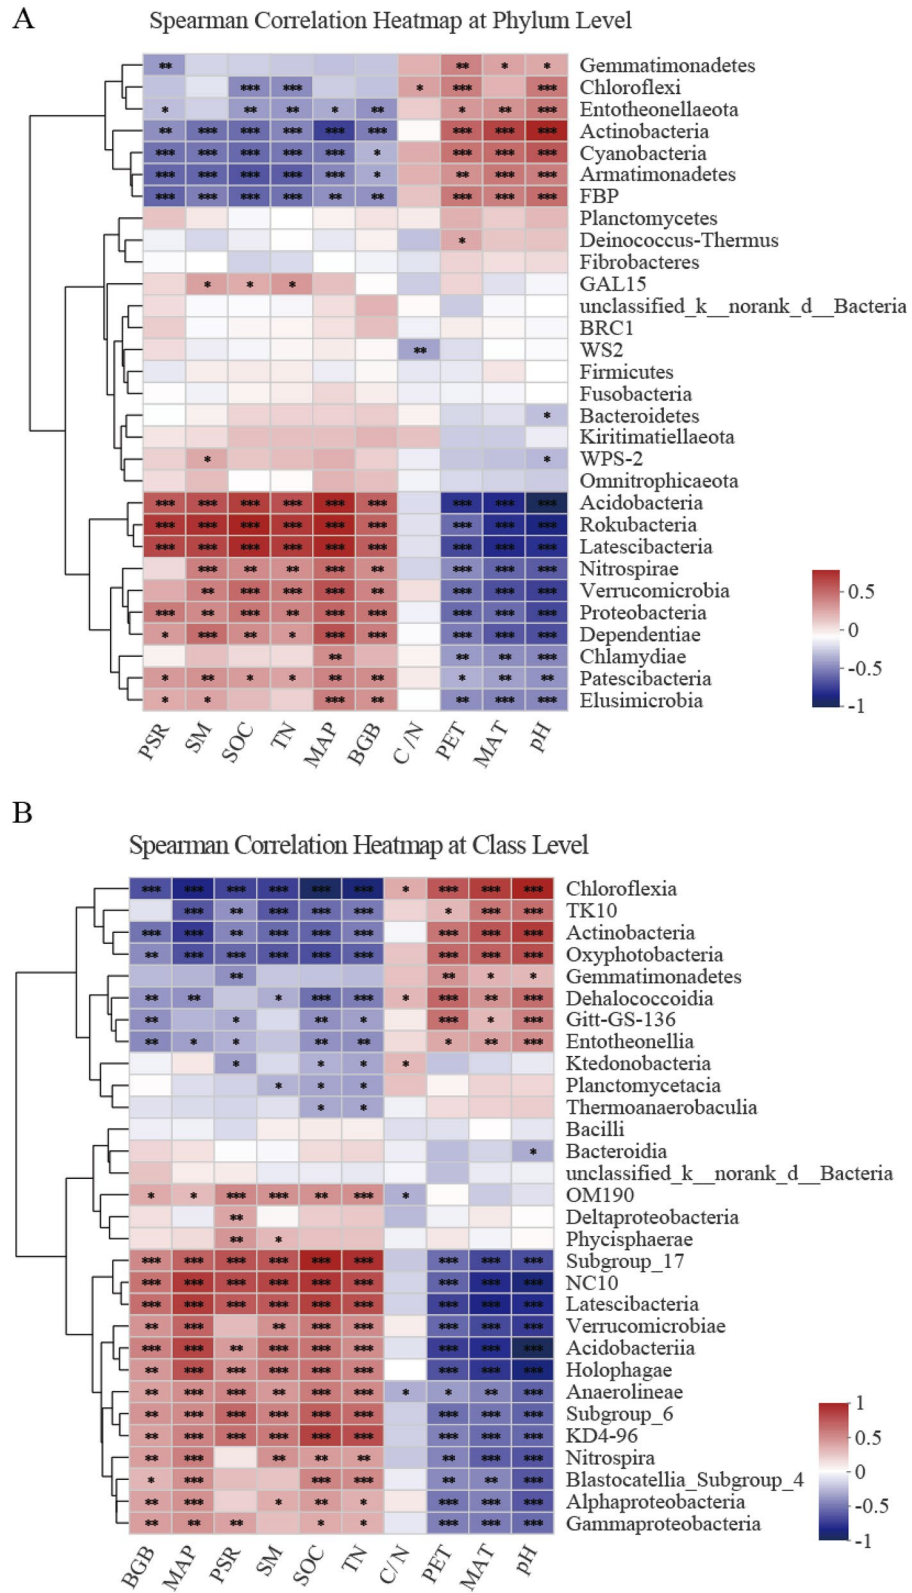 A
Spearman Correlation Heatmap at Phylum Level
Gemmatimonadetes
Chloroflexi
Entotheonellaeota
Actinobacteria
Cyanobacteria
Armatimonadetes
FBP
Planctomycetes
Deinococcus-Thermus
Fibrobacteres
GAL15
unclassified_k__norank_d__Bacteria
BRC1
WS2
Firmicutes
Fusobacteria
Bacteroidetes
Kiritimatiellaeota
WPS-2
Omnitrophicaeota
Acidobacteria
Rokubacteria
Latescibacteria
Nitrospirae
Verrucomicrobia
Proteobacteria
Dependentiae
Chlamydiae
Patescibacteria
Elusimicrobia
0.5
0
-0.5
-1
PSR SM SOC TN MAP BGB C/N PET MAT pH
B
Spearman Correlation Heatmap at Class Level
Chloroflexia
TK10
Actinobacteria
Oxyphotobacteria
Gemmatimonadetes
Dehalococcoidia
Gitt-GS-136
Entotheonellia
Ktedonobacteria
Planctomycetacia
Thermoanaerobaculia
Bacilli
Bacteroidia
unclassified_k__norank_d__Bacteria
OM190
Deltaproteobacteria
Phycisphaerae
Subgroup_17
NC10
Latescibacteria
Verrucomicrobiae
Acidobacteriia
Holophagae
Anaerolineae
Subgroup_6
KD4-96
Nitrospira
Blastocatellia_Subgroup_4
Alphaproteobacteria
Gammaproteobacteria
1
0.5
0
-0.5
-1
BGB MAP PSR SM SOC TN C/N PET MAT pH